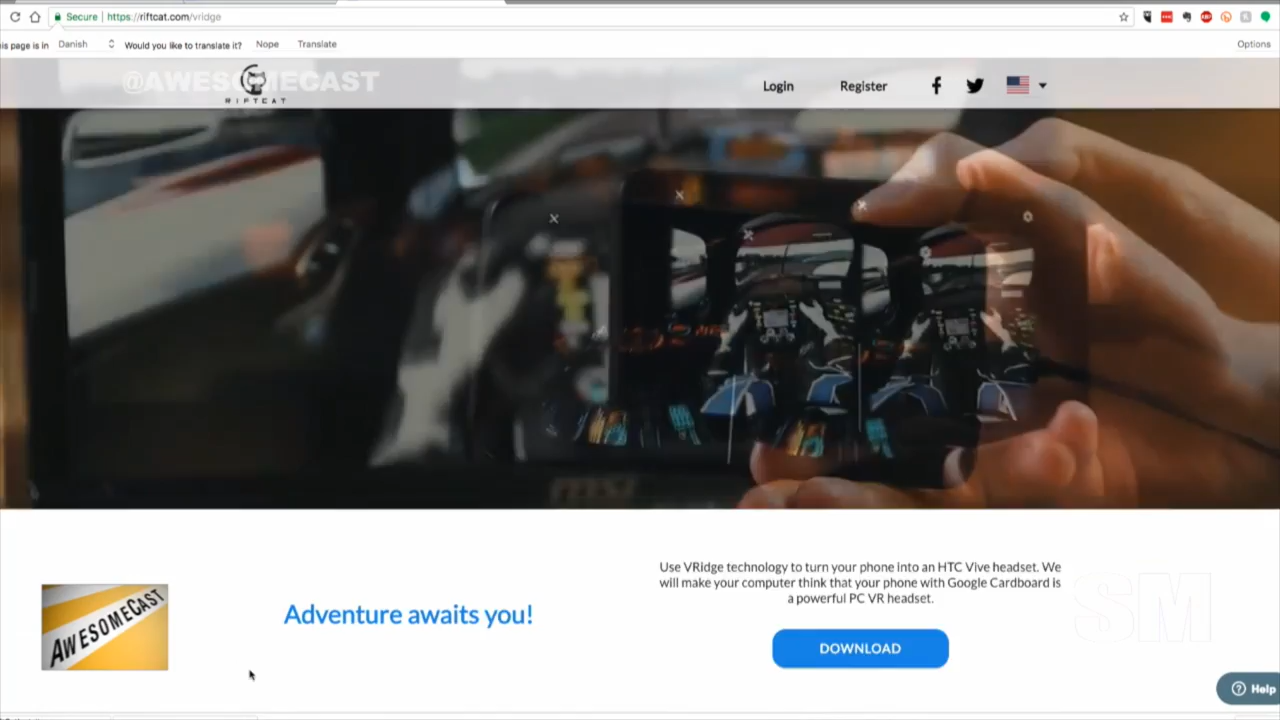 Secure https://riftcat.com/vridge
his page is in Danish Would you like to translate it? Nope Translate Options
@AWESOMECAST
RIFTCAT
Login Register
msi
Use VRidge technology to turn your phone into an HTC Vive headset. We
will make your computer think that your phone with Google Cardboard is
a powerful PC VR headset.
Adventure awaits you!
DOWNLOAD
AWESOMECAST
SM
Help